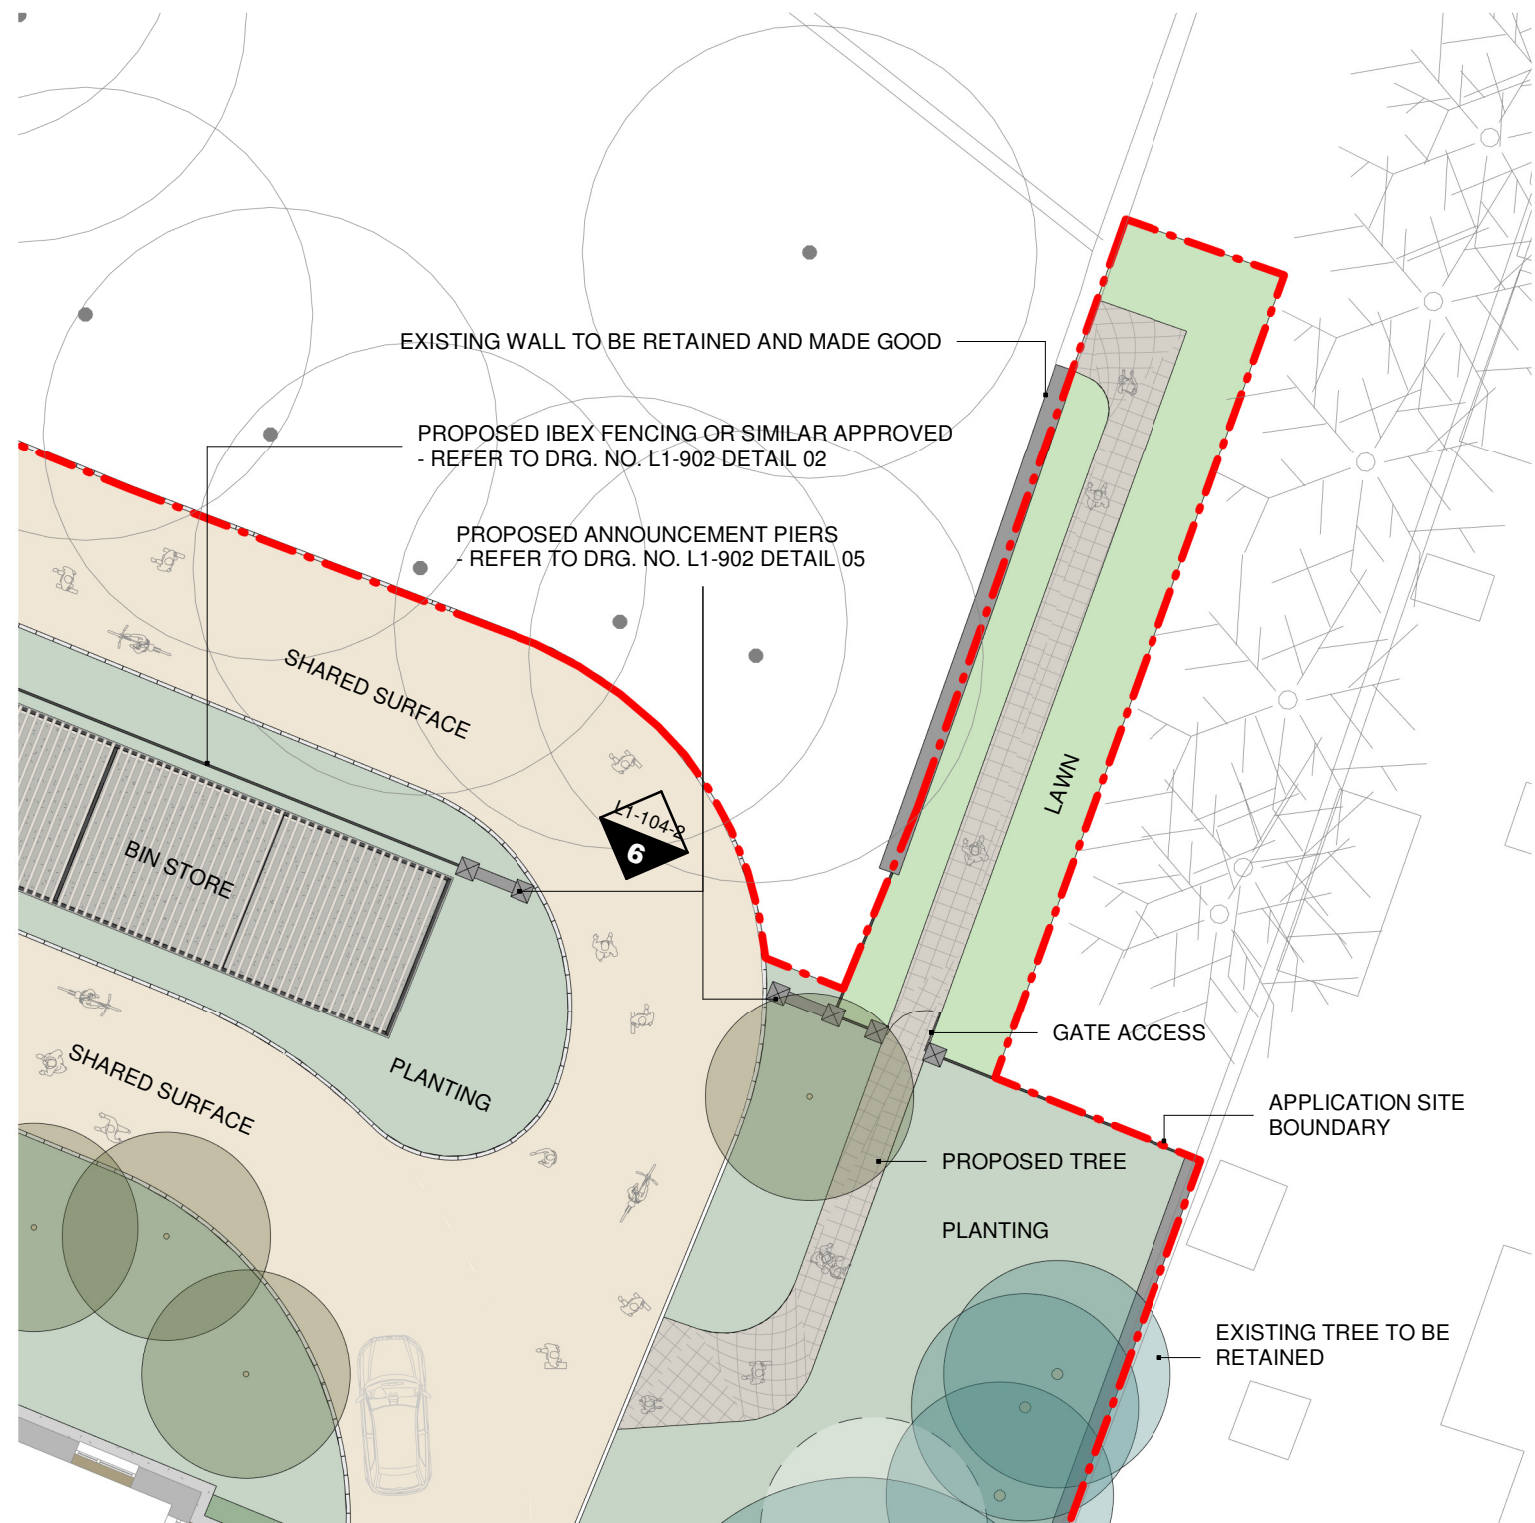 EXISTING WALL TO BE RETAINED AND MADE GOOD
PROPOSED IBEX FENCING OR SIMILAR APPROVED
- REFER TO DRG. NO. L1-902 DETAIL 02
PROPOSED ANNOUNCEMENT PIERS
- REFER TO DRG. NO. L1-902 DETAIL 05
SHARED SURFACE
LAWN
L1-104-2
6
BIN STORE
GATE ACCESS
PLANTING
SHARED SURFACE
APPLICATION SITE
BOUNDARY
PROPOSED TREE
PLANTING
EXISTING TREE TO BE
RETAINED